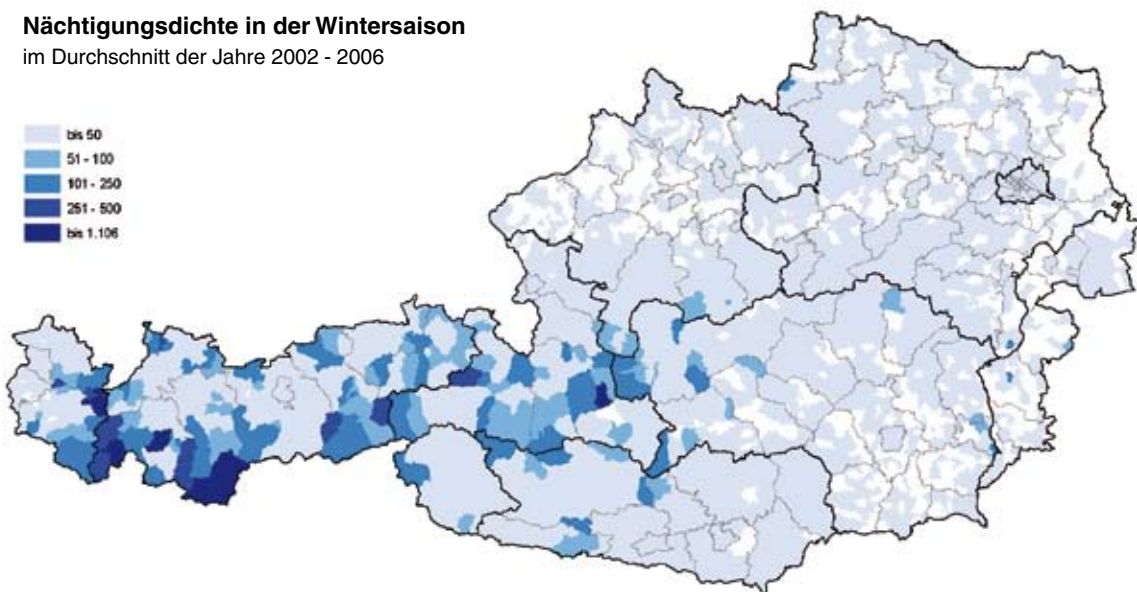 Nächtigungsdichte in der Wintersaison
im Durchschnitt der Jahre 2002 - 2006
bis 50
51 - 100
101 - 250
251 - 500
bis 1.106